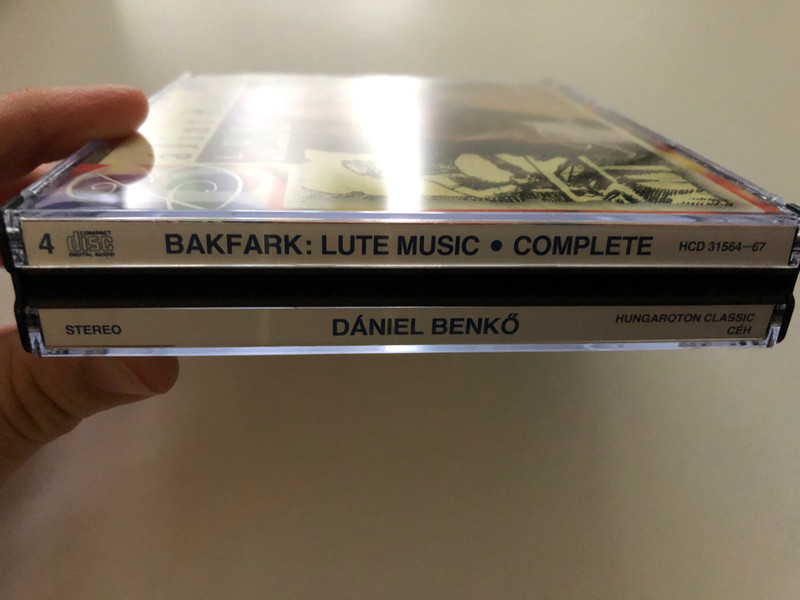 4 COMPACT disc DIGITAL AUDIO BAKFARK: LUTE MUSIC • COMPLETE HCD 31564–67
STEREO DÁNIEL BENKŐ HUNGAROTON CLASSIC
CÉH